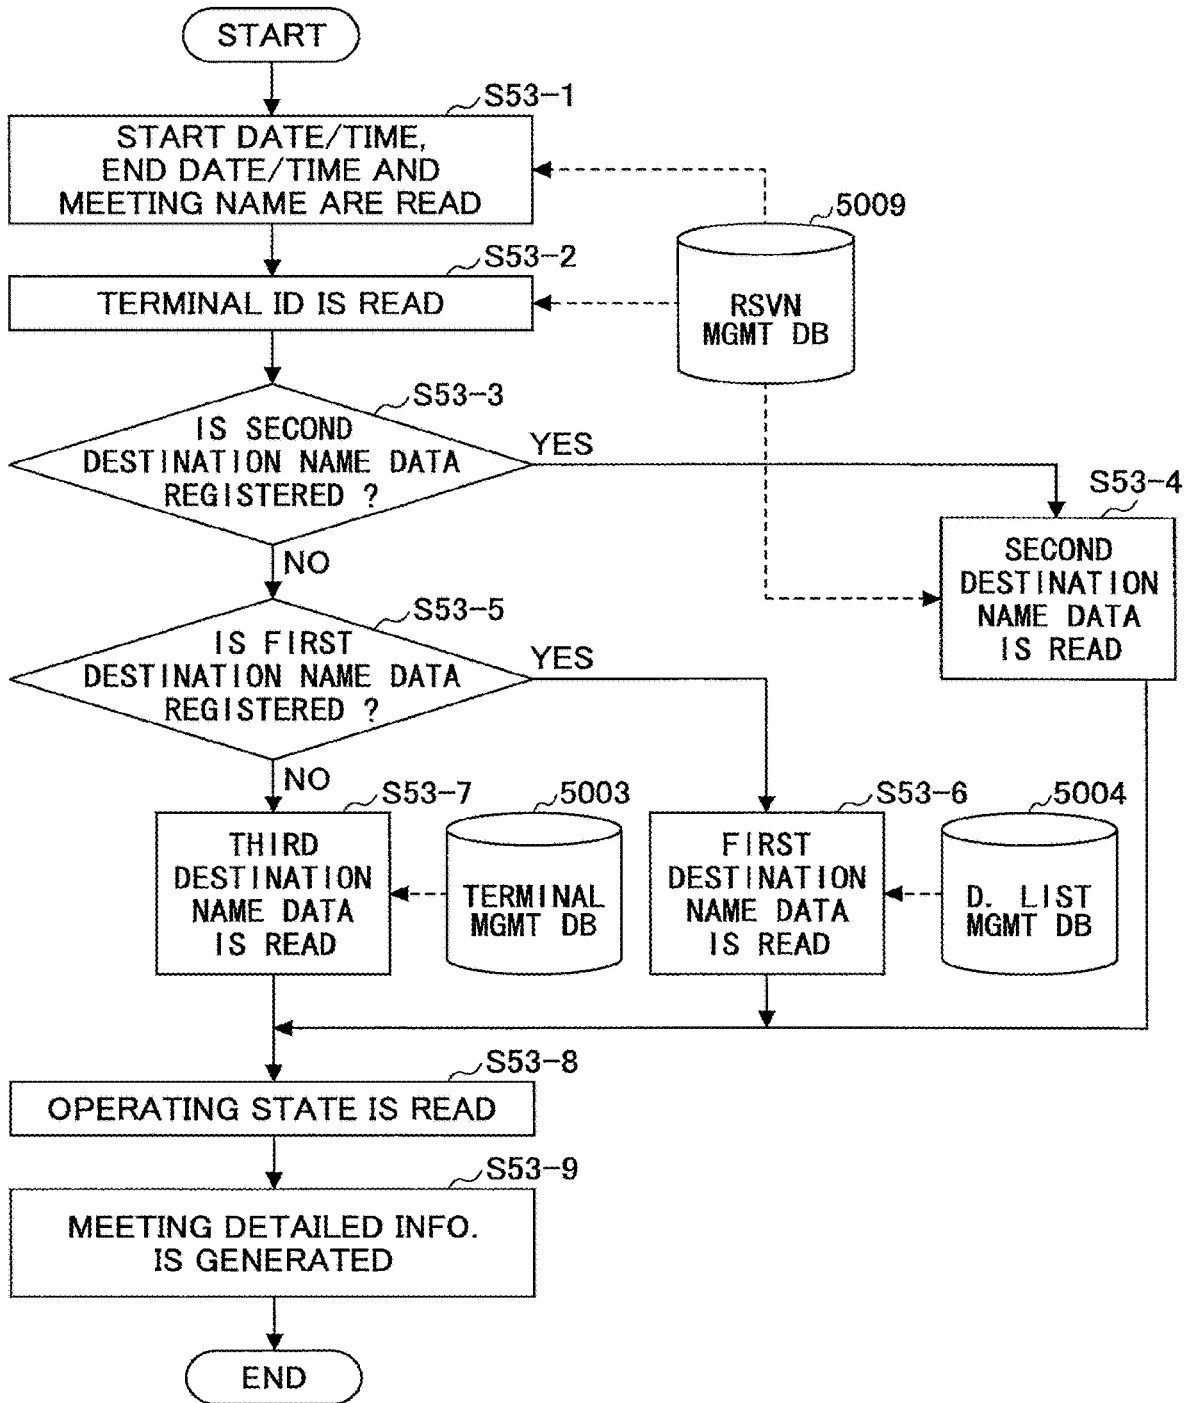 START
S53-1
START DATE/TIME,
END DATE/TIME AND
MEETING NAME ARE READ
5009
S53-2
TERMINAL ID IS READ
RSVN
MGMT DB
S53-3
IS SECOND
DESTINATION NAME DATA
REGISTERED ?
YES
S53-4
SECOND
DESTINATION
NAME DATA
IS READ
NO
S53-5
IS FIRST
DESTINATION NAME DATA
REGISTERED ?
YES
NO
S53-7
5003
S53-6
5004
THIRD
DESTINATION
NAME DATA
IS READ
TERMINAL
MGMT DB
FIRST
DESTINATION
NAME DATA
IS READ
D. LIST
MGMT DB
S53-8
OPERATING STATE IS READ
S53-9
MEETING DETAILED INFO.
IS GENERATED
END